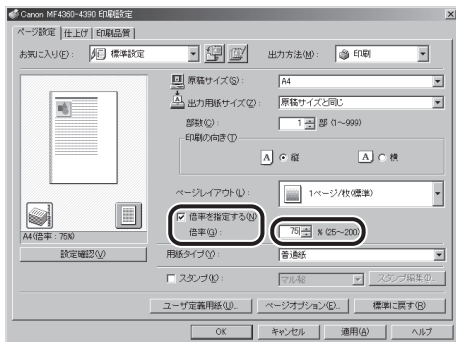 Canon MF4360-4390 印刷設定
ページ設定 仕上げ 印刷品質
お気に入り(F): 標準設定 出力方法(M): 印刷
原稿サイズ(S): A4
出力用紙サイズ(Z): 原稿サイズと同じ
部数(C): 1 部 (1～999)
印刷の向き(T)
A 縦 A 横
ページレイアウト(L): 1ページ/枚(標準)
倍率を指定する(N)
倍率(G): 75 % (25～200)
A4(倍率:75%)
設定確認(V) 用紙タイプ(Y): 普通紙
スタンプ(K): マル秘 スタンプ編集(I)...
ユーザ定義用紙(U)... ページオプション(E)... 標準に戻す(R)
OK キャンセル 適用(A) ヘルプ